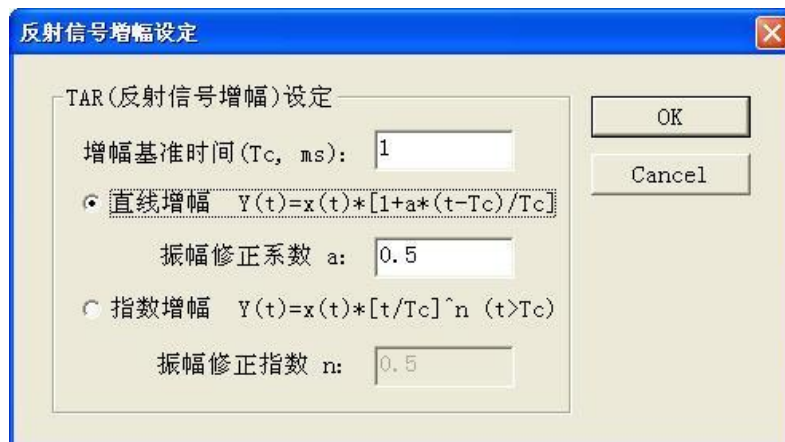 反射信号增幅设定
TAR(反射信号增幅)设定
OK
增幅基准时间(Tc, ms): 1
Cancel
直线增幅 Y(t)=x(t)*[1+a*(t-Tc)/Tc]
振幅修正系数 a: 0.5
指数增幅 Y(t)=x(t)*[t/Tc]^n (t>Tc)
振幅修正指数 n: 0.5